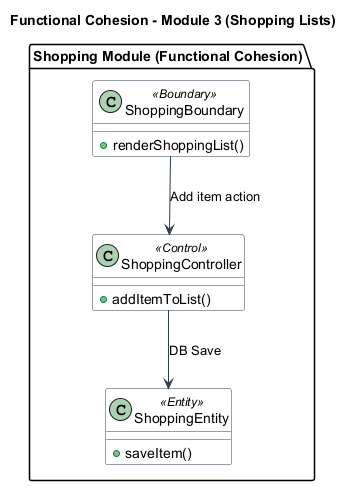 Functional Cohesion - Module 3 (Shopping Lists)
Shopping Module (Functional Cohesion)
«Boundary»
C ShoppingBoundary
renderShoppingList()
Add item action
«Control»
C ShoppingController
addItemToList()
DB Save
«Entity»
C ShoppingEntity
saveItem()